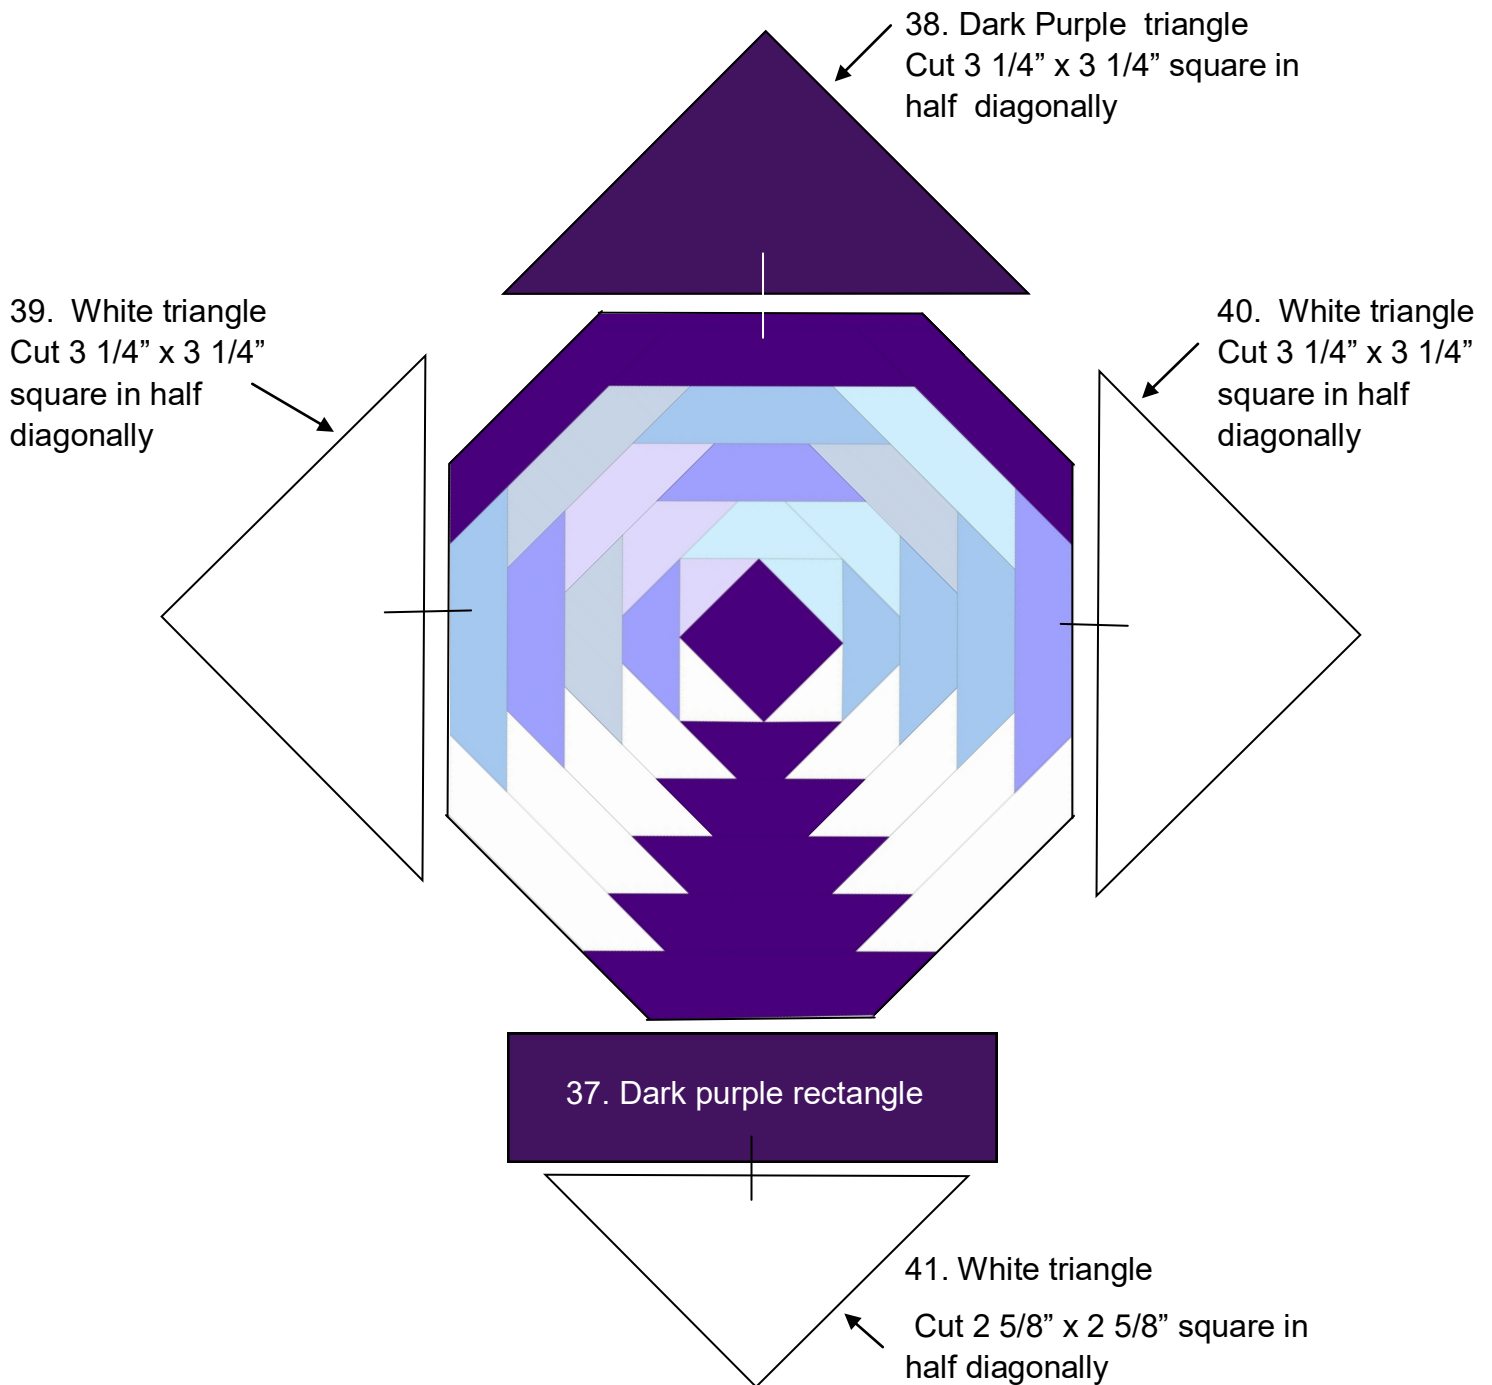 38. Dark Purple  triangle
Cut 3 1/4” x 3 1/4” square in
half  diagonally
39.  White triangle
Cut 3 1/4” x 3 1/4”
square in half
diagonally
40.  White triangle
Cut 3 1/4” x 3 1/4”
square in half
diagonally
37. Dark purple rectangle
41. White triangle
Cut 2 5/8” x 2 5/8” square in
half diagonally